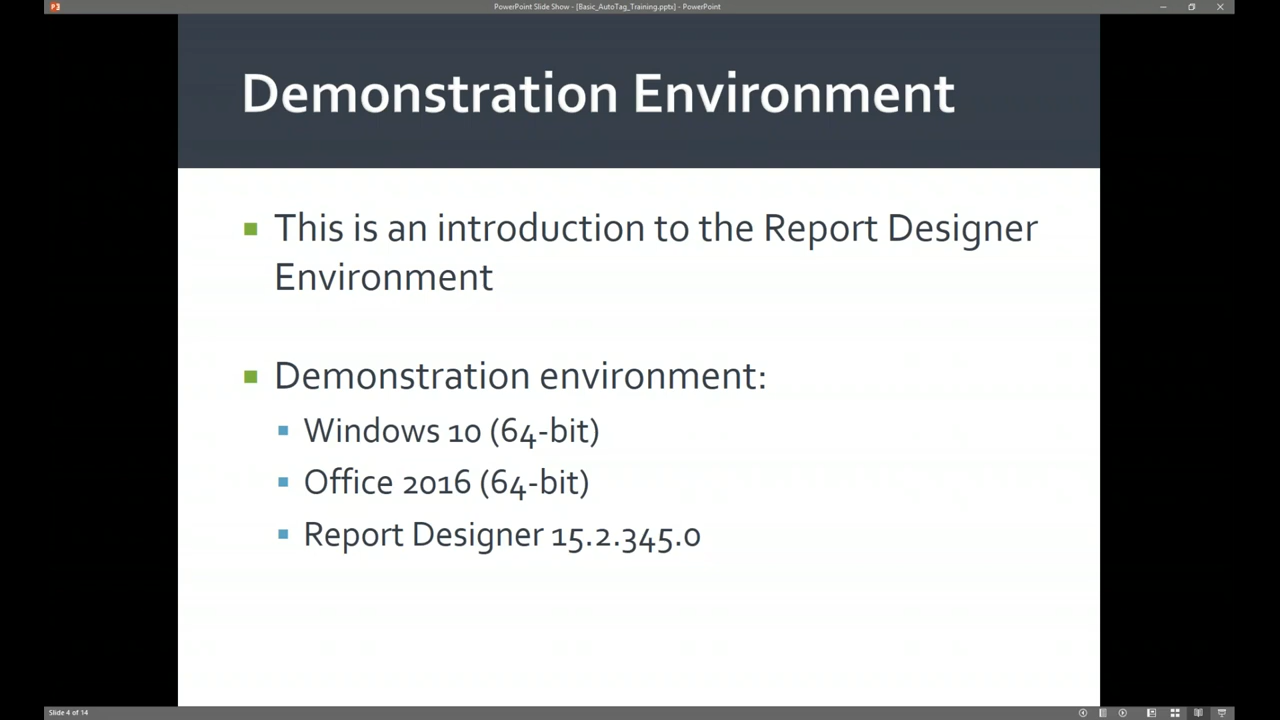 PowerPoint Slide Show - [Basic_AutoTag_Training.pptx] - PowerPoint
Demonstration Environment
This is an introduction to the Report Designer
Environment
Demonstration environment:
Windows 10 (64-bit)
Office 2016 (64-bit)
Report Designer 15.2.345.0
Slide 4 of 14